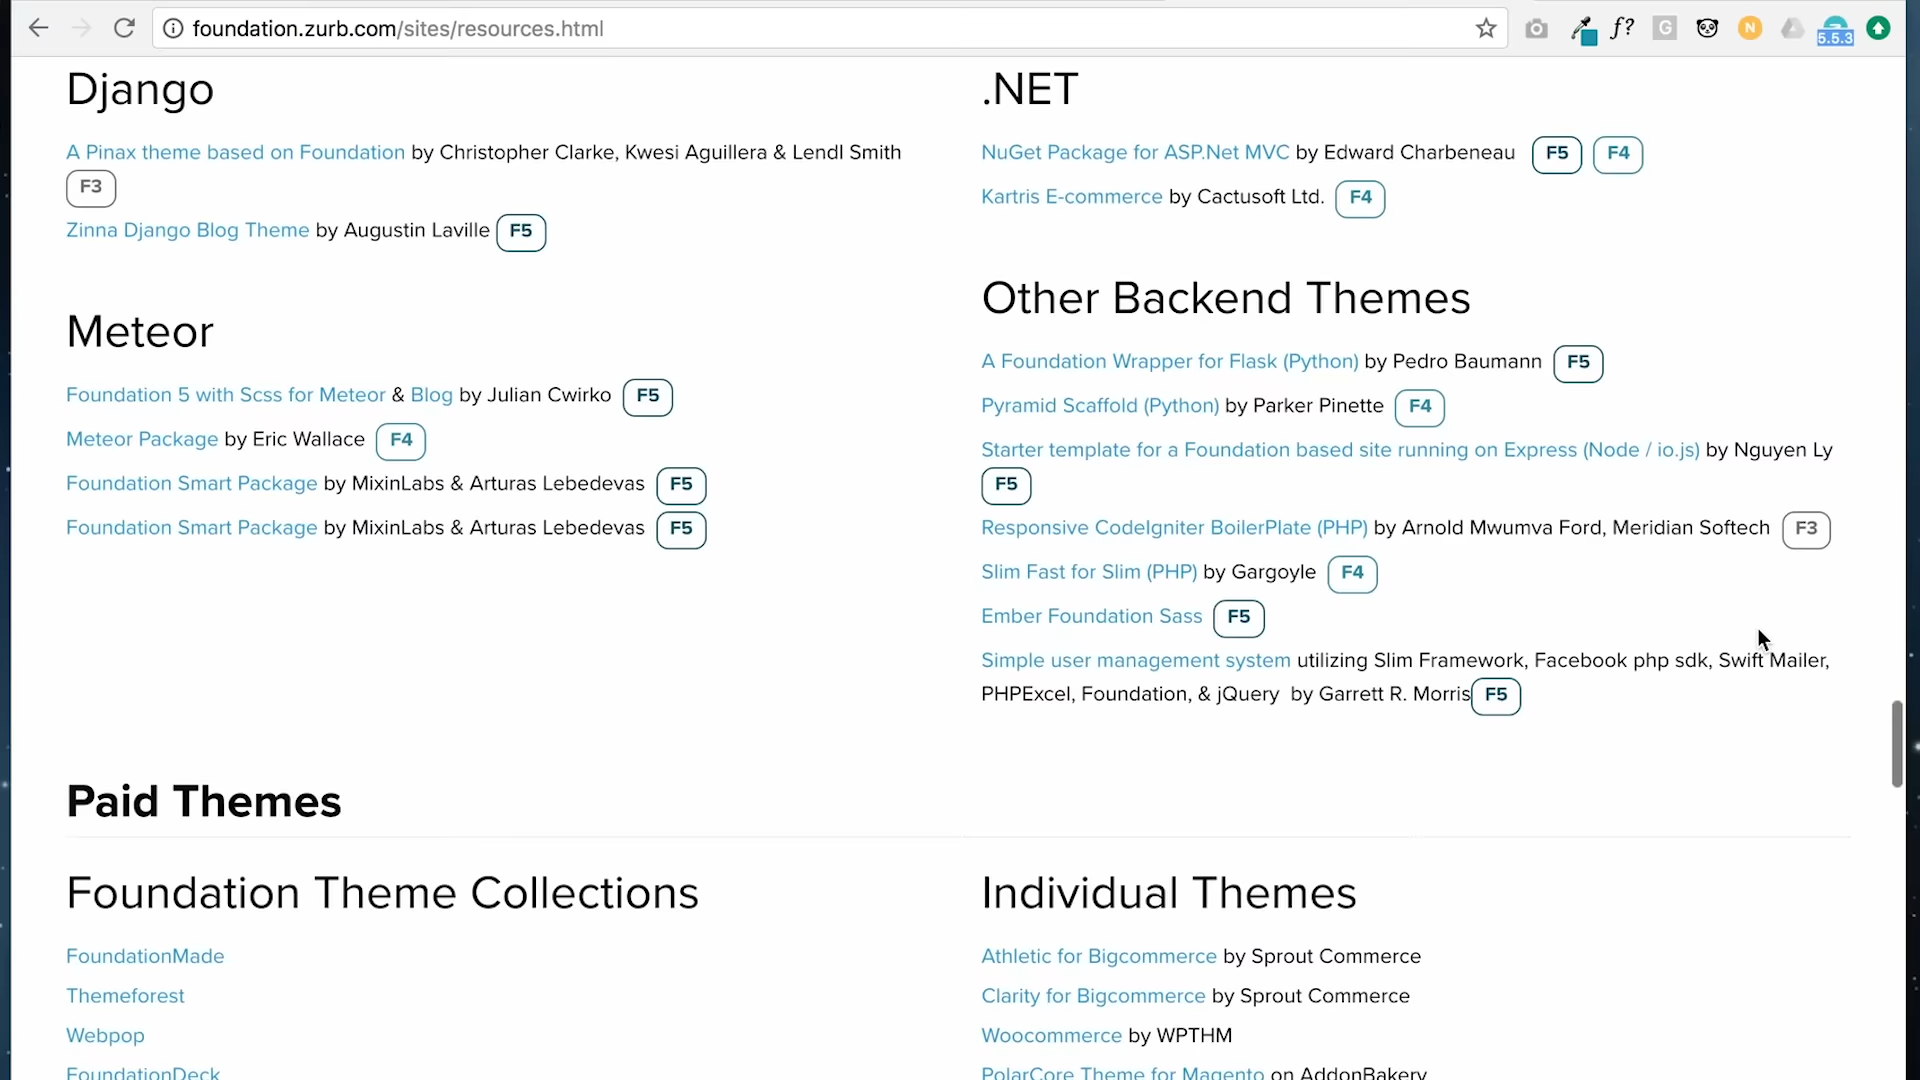 foundation.zurb.com/sites/resources.html
f?
G
N
5.5.3
Django
A Pinax theme based on Foundation by Christopher Clarke, Kwesi Aguillera & Lendl Smith
F3
Zinna Django Blog Theme by Augustin Laville F5
Meteor
Foundation 5 with Scss for Meteor & Blog by Julian Cwirko F5
Meteor Package by Eric Wallace F4
Foundation Smart Package by MixinLabs & Arturas Lebedevas F5
Foundation Smart Package by MixinLabs & Arturas Lebedevas F5
.NET
NuGet Package for ASP.Net MVC by Edward Charbeneau F5 F4
Kartris E-commerce by Cactusoft Ltd. F4
Other Backend Themes
A Foundation Wrapper for Flask (Python) by Pedro Baumann F5
Pyramid Scaffold (Python) by Parker Pinette F4
Starter template for a Foundation based site running on Express (Node / io.js) by Nguyen Ly
F5
Responsive CodeIgniter BoilerPlate (PHP) by Arnold Mwumva Ford, Meridian Softech F3
Slim Fast for Slim (PHP) by Gargoyle F4
Ember Foundation Sass F5
Simple user management system utilizing Slim Framework, Facebook php sdk, Swift Mailer,
PHPExcel, Foundation, & jQuery by Garrett R. Morris F5
Paid Themes
Foundation Theme Collections
FoundationMade
Themeforest
Webpop
FoundationDeck
Individual Themes
Athletic for Bigcommerce by Sprout Commerce
Clarity for Bigcommerce by Sprout Commerce
Woocommerce by WPTHM
PolarCore Theme for Magento on AddonBakery